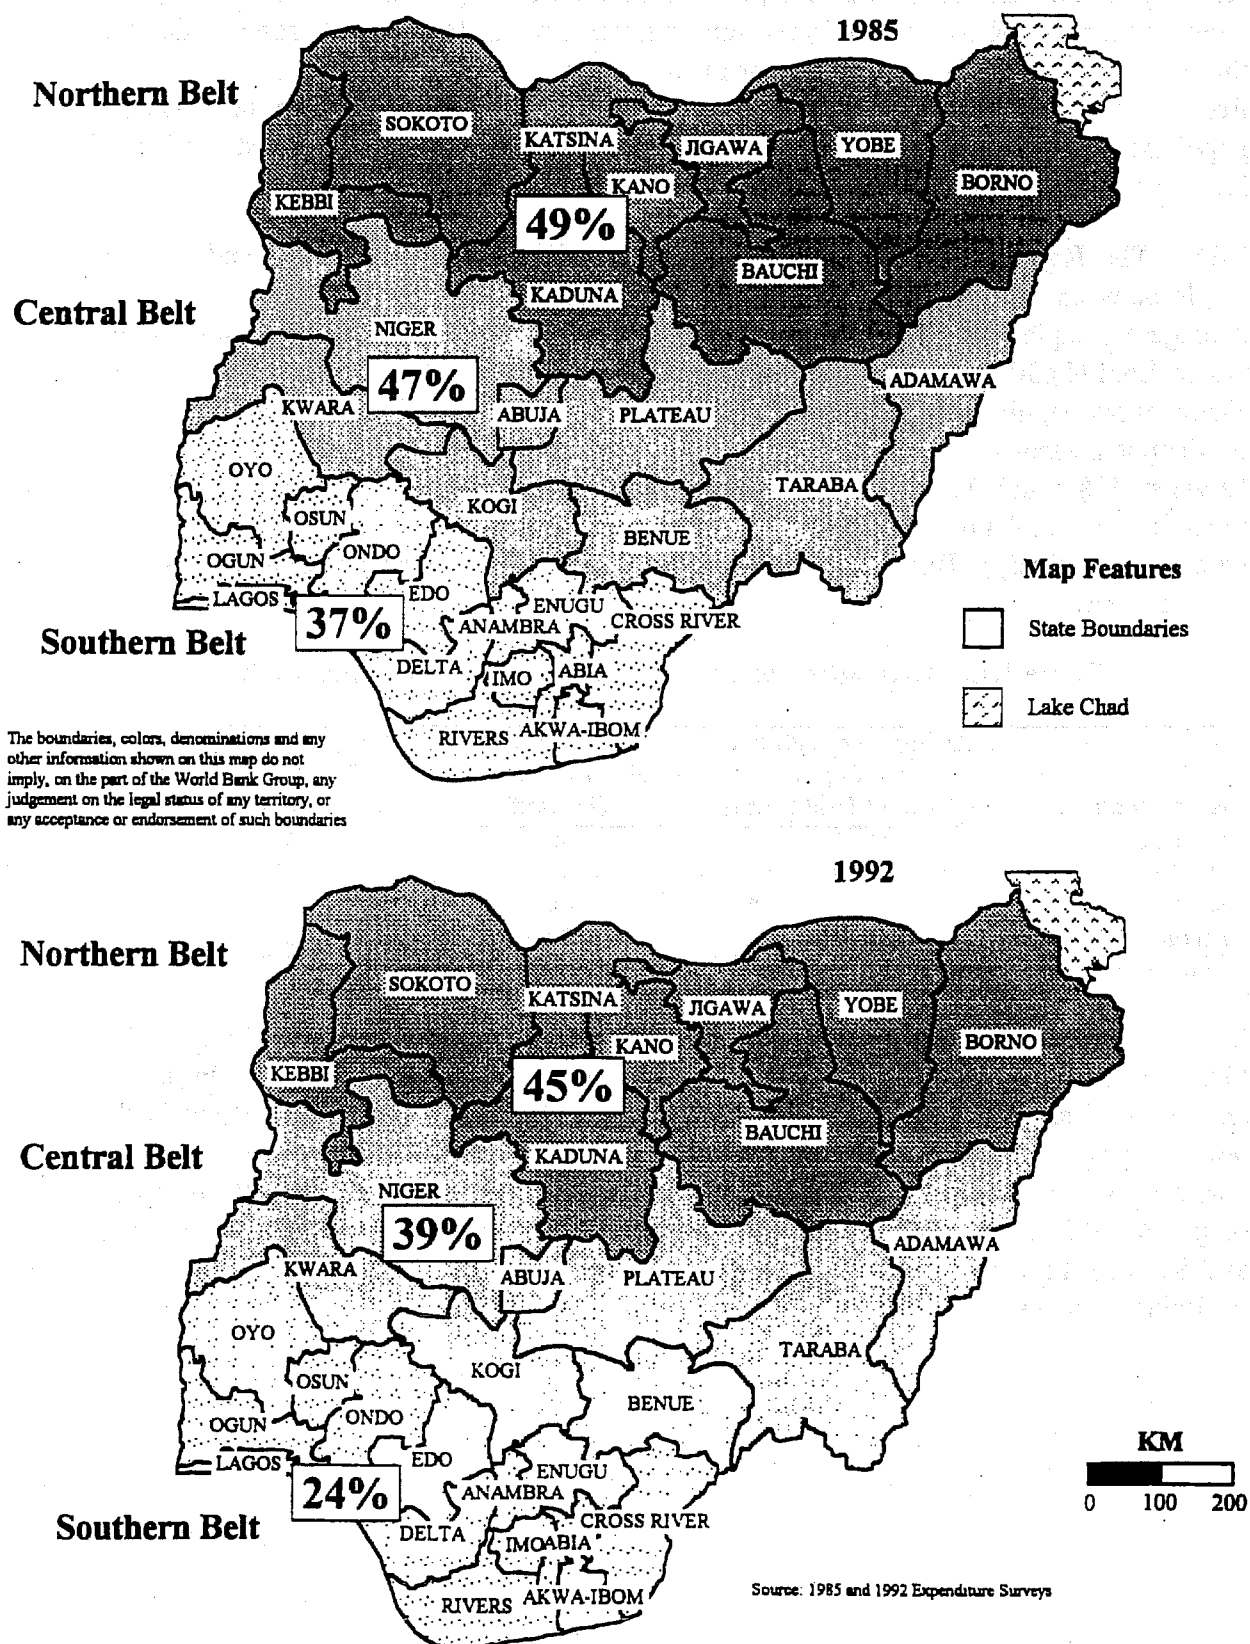 1985
Northern Belt
SOKOTO
KATSINA
JIGAWA
YOBE
KANO
BORNO
KEBBI
49%
BAUCHI
KADUNA
Central Belt
NIGER
47%
ADAMAWA
KWARA
ABUJA
PLATEAU
OYO
TARABA
KOGI
OSUN
BENUE
ONDO
OGUN
Map Features
EDO
LAGOS
ENUGU
37%
ANAMBRA
CROSS RIVER
State Boundaries
Southern Belt
DELTA
IMO
ABIA
Lake Chad
RIVERS
AKWA-IBOM
The boundaries, colors, denominations and any
other information shown on this map do not
imply, on the part of the World Bank Group, any
judgement on the legal status of any territory, or
any acceptance or endorsement of such boundaries
1992
Northern Belt
SOKOTO
KATSINA
JIGAWA
YOBE
KANO
BORNO
KEBBI
45%
BAUCHI
Central Belt
KADUNA
NIGER
39%
ADAMAWA
KWARA
ABUJA
PLATEAU
OYO
TARABA
KOGI
OSUN
BENUE
ONDO
OGUN
KM
EDO
LAGOS
ENUGU
24%
ANAMBRA
0 100 200
CROSS RIVER
Southern Belt
DELTA
IMO
ABIA
Source: 1985 and 1992 Expenditure Surveys
RIVERS
AKWA-IBOM